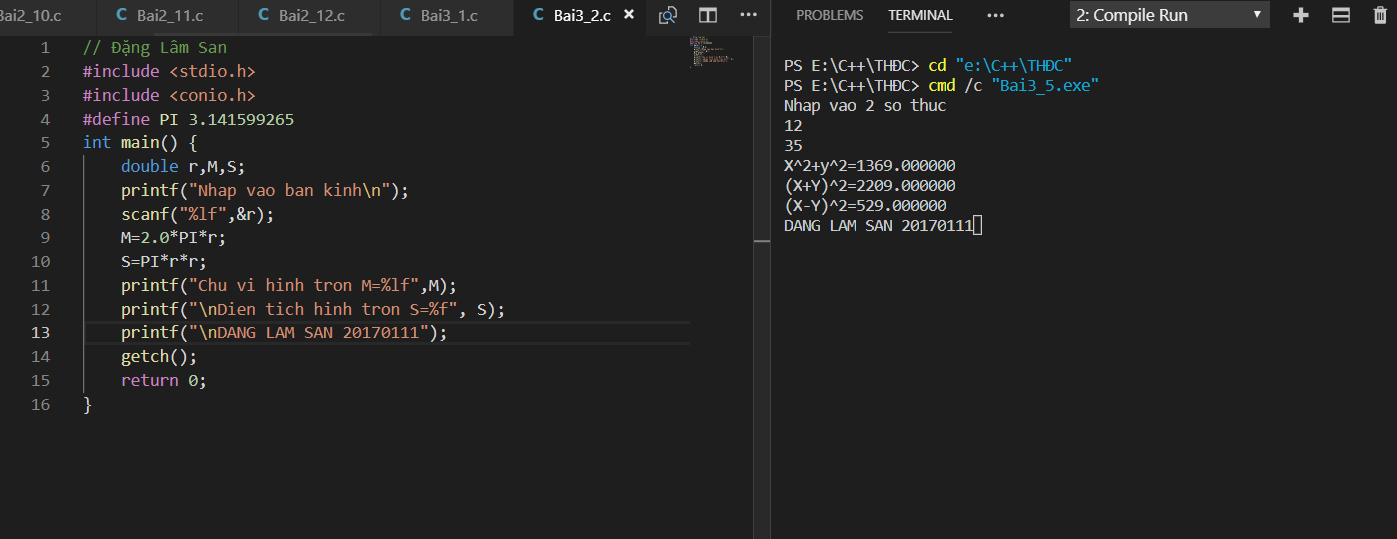 Bai2_10.c Bai2_11.c Bai2_12.c Bai3_1.c Bai3_2.c
1 // Đặng Lâm San
2 #include <stdio.h>
3 #include <conio.h>
4 #define PI 3.141599265
5 int main() {
6 double r,M,S;
7 printf("Nhap vao ban kinh\n");
8 scanf("%lf",&r);
9 M=2.0*PI*r;
10 S=PI*r*r;
11 printf("Chu vi hinh tron M=%lf",M);
12 printf("\nDien tich hinh tron S=%f", S);
13 printf("\nDANG LAM SAN 20170111");
14 getch();
15 return 0;
16 }
PROBLEMS TERMINAL ••• 2: Compile Run
PS E:\C++\THĐC> cd "e:\C++\THĐC"
PS E:\C++\THĐC> cmd /c "Bai3_5.exe"
Nhap vao 2 so thuc
12
35
X^2+y^2=1369.000000
(X+Y)^2=2209.000000
(X-Y)^2=529.000000
DANG LAM SAN 20170111